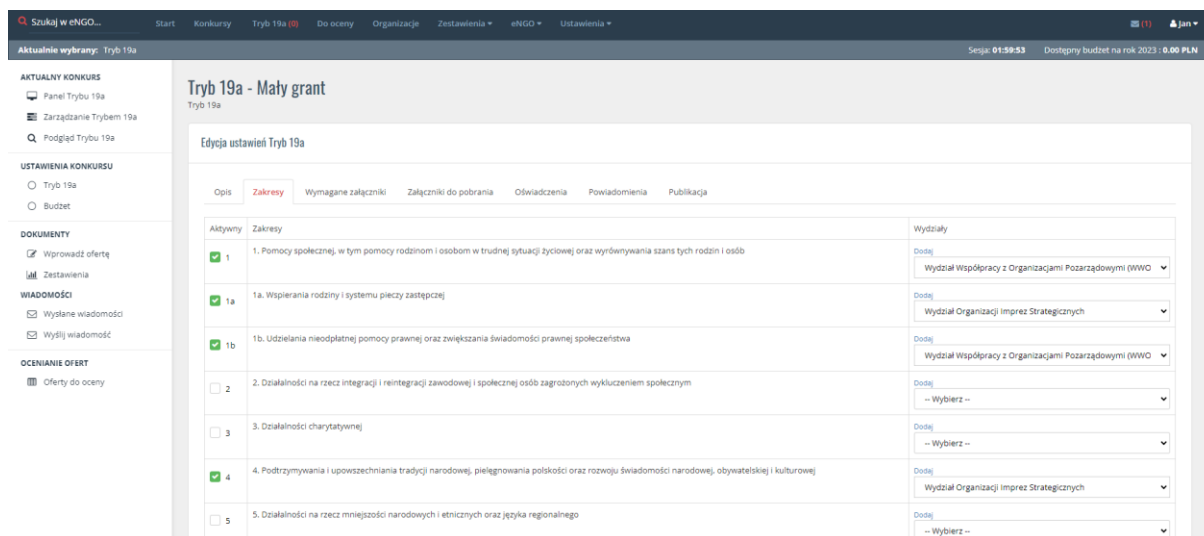 Szukaj w eNGO... Start Konkursy Tryb 19a (0) Do oceny Organizacje Zestawienia eNGO Ustawienia (1) Jan
Aktualnie wybrany: Tryb 19a Sesja: 01:59:53 Dostępny budżet na rok 2023 : 0.00 PLN
AKTUALNY KONKURS
Panel Trybu 19a
Zarządzanie Trybem 19a
Podgląd Trybu 19a
USTAWIENIA KONKURSU
Tryb 19a
Budżet
DOKUMENTY
Wprowadź ofertę
Zestawienia
WIADOMOŚCI
Wysłane wiadomości
Wyślij wiadomość
OCENIANIE OFERT
Oferty do oceny
Tryb 19a - Mały grant
Tryb 19a
Edycja ustawień Tryb 19a
Opis Zakresy Wymagane załączniki Załączniki do pobrania Oświadczenia Powiadomienia Publikacja
Aktywny Zakresy Wydziały
1 1. Pomocy społecznej, w tym pomocy rodzinom i osobom w trudnej sytuacji życiowej oraz wyrównywania szans tych rodzin i osób Dodaj
Wydział Współpracy z Organizacjami Pozarządowymi (WWO
1a 1a. Wspierania rodziny i systemu pieczy zastępczej Dodaj
Wydział Organizacji Imprez Strategicznych
1b 1b. Udzielania nieodpłatnej pomocy prawnej oraz zwiększania świadomości prawnej społeczeństwa Dodaj
Wydział Współpracy z Organizacjami Pozarządowymi (WWO
2 2. Działalności na rzecz integracji i reintegracji zawodowej i społecznej osób zagrożonych wykluczeniem społecznym Dodaj
-- Wybierz --
3 3. Działalności charytatywnej Dodaj
-- Wybierz --
4 4. Podtrzymywania i upowszechniania tradycji narodowej, pielęgnowania polskości oraz rozwoju świadomości narodowej, obywatelskiej i kulturowej Dodaj
Wydział Organizacji Imprez Strategicznych
5 5. Działalności na rzecz mniejszości narodowych i etnicznych oraz języka regionalnego Dodaj
-- Wybierz --